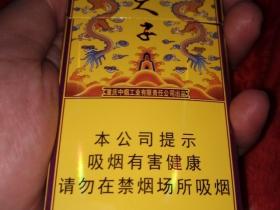 天子
重庆中烟工业有限责任公司出品
本公司提示
吸烟有害健康
请勿在禁烟场所吸烟